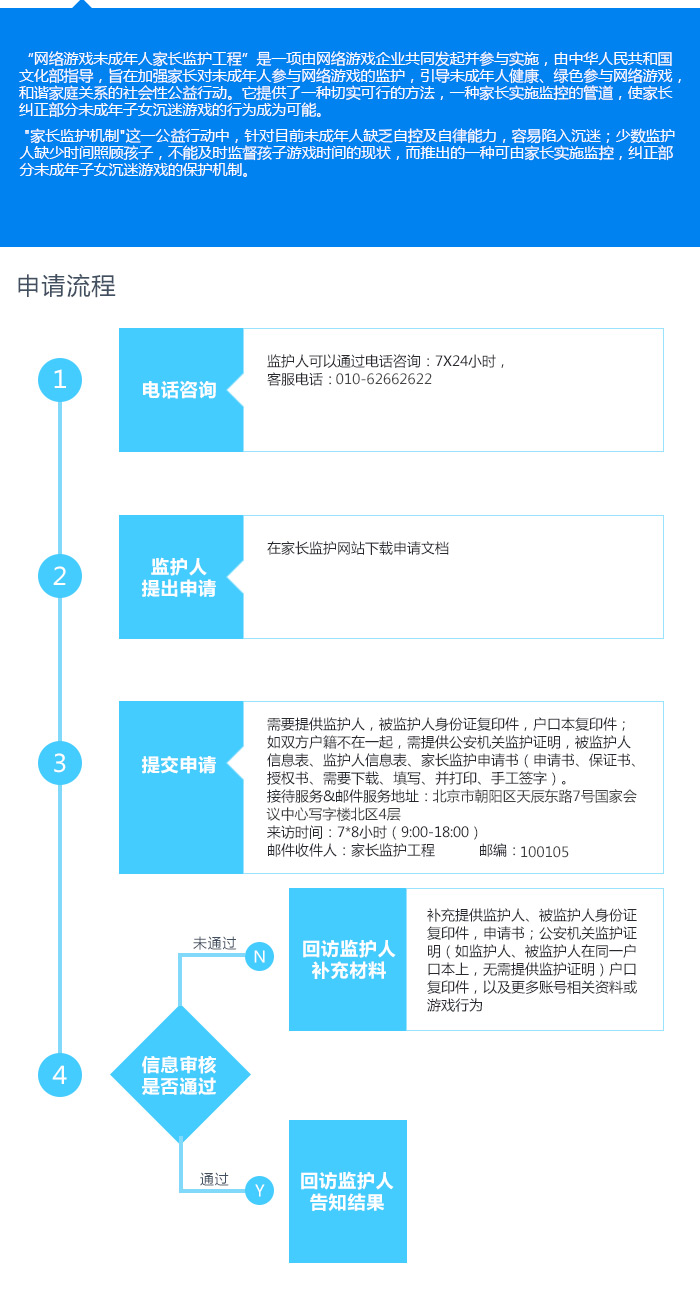 “网络游戏未成年人家长监护工程”是一项由网络游戏企业共同发起并参与实施，由中华人民共和国
文化部指导，旨在加强家长对未成年人参与网络游戏的监护，引导未成年人健康、绿色参与网络游戏，
和谐家庭关系的社会性公益行动。它提供了一种切实可行的方法，一种家长实施监控的管道，使家长
纠正部分未成年子女沉迷游戏的行为成为可能。
"家长监护机制"这一公益行动中，针对目前未成年人缺乏自控及自律能力，容易陷入沉迷；少数监护
人缺少时间照顾孩子，不能及时监督孩子游戏时间的现状，而推出的一种可由家长实施监控，纠正部
分未成年子女沉迷游戏的保护机制。
申请流程
1
电话咨询
监护人可以通过电话咨询：7X24小时，
客服电话：010-62662622
2
监护人
提出申请
在家长监护网站下载申请文档
3
提交申请
需要提供监护人，被监护人身份证复印件，户口本复印件；
如双方户籍不在一起，需提供公安机关监护证明，被监护人
信息表、监护人信息表、家长监护申请书（申请书、保证书、
授权书、需要下载、填写、并打印、手工签字）。
接待服务&邮件服务地址：北京市朝阳区天辰东路7号国家会
议中心写字楼北区4层
来访时间：7*8小时（9:00-18:00）
邮件收件人：家长监护工程 邮编：100105
未通过
N
回访监护人
补充材料
补充提供监护人、被监护人身份证
复印件，申请书；公安机关监护证
明（如监护人、被监护人在同一户
口本上，无需提供监护证明）户口
复印件，以及更多账号相关资料或
游戏行为
4
信息审核
是否通过
通过
Y
回访监护人
告知结果